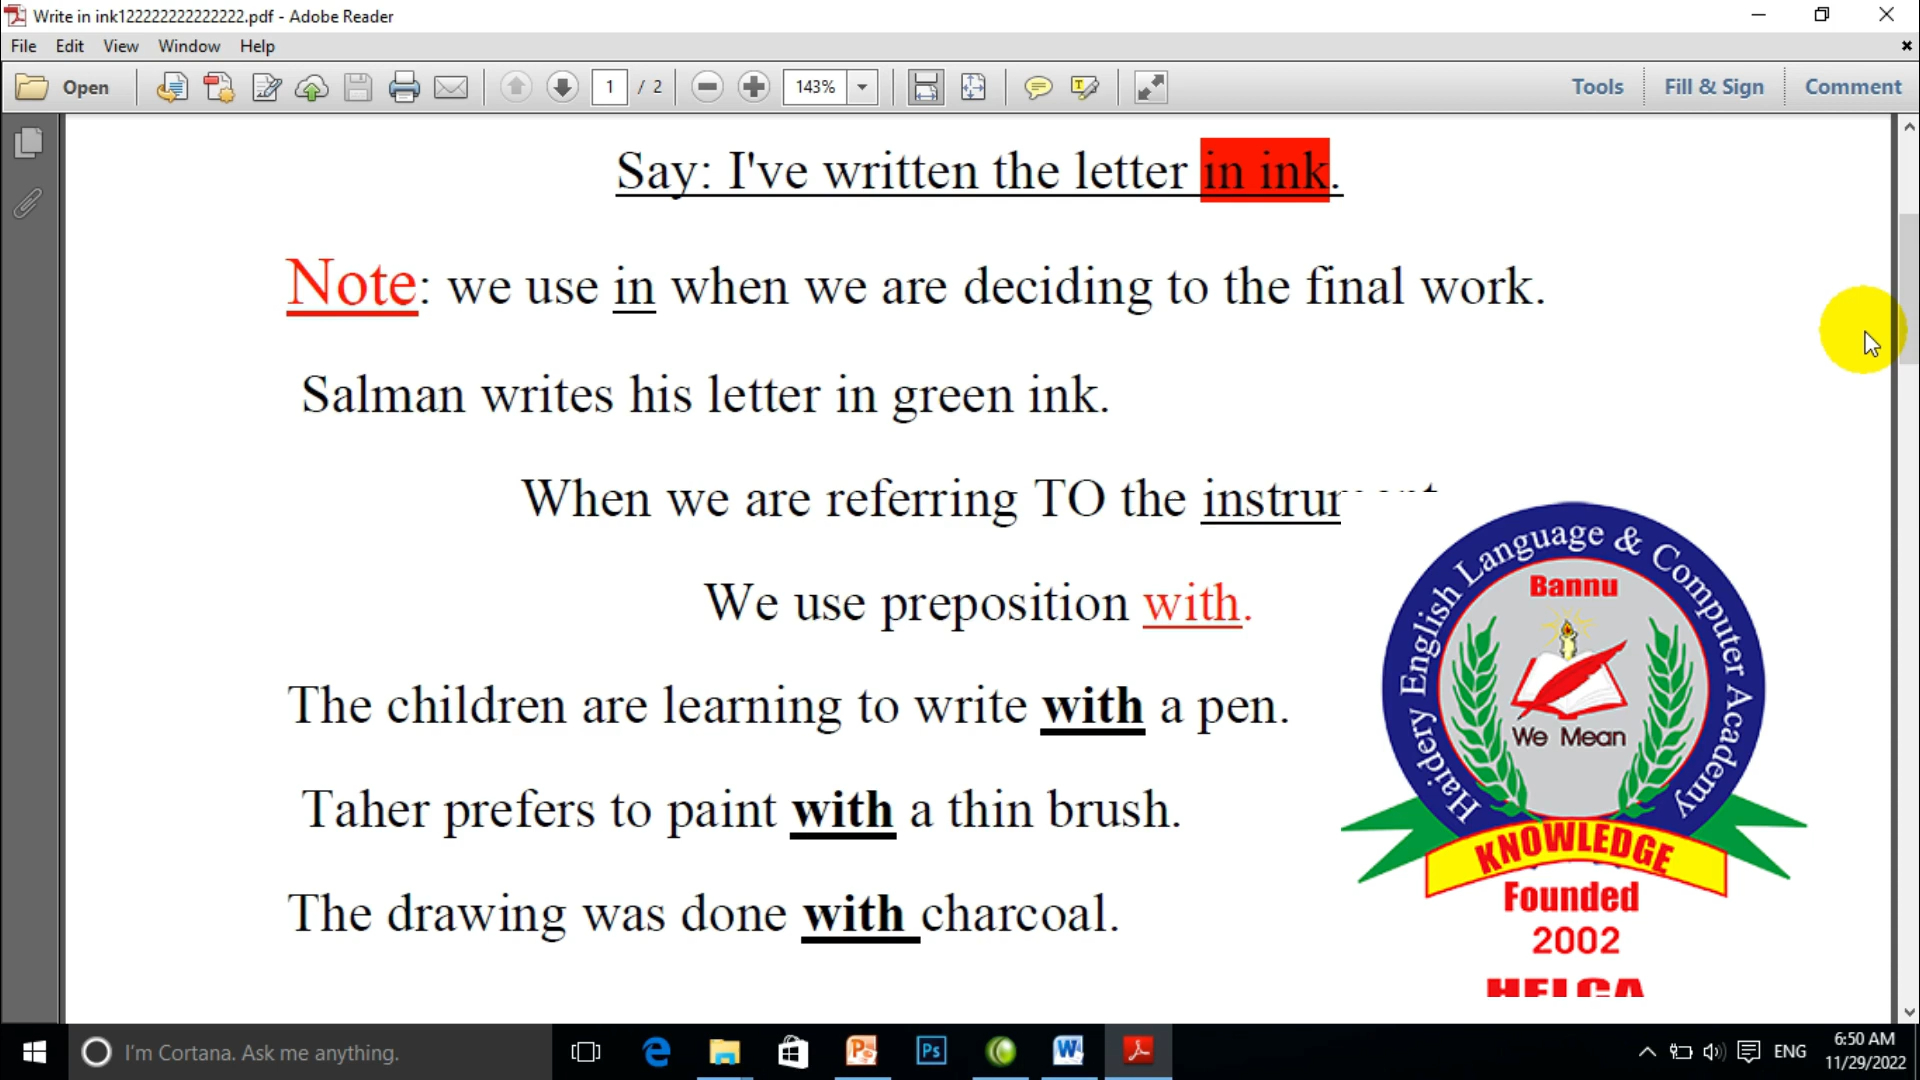 Write in ink122222222222222.pdf - Adobe Reader
File Edit View Window Help
Open 1 / 2 143% Tools Fill & Sign Comment
Say: I've written the letter in ink.
Note: we use in when we are deciding to the final work.
Salman writes his letter in green ink.
When we are referring TO the instrument
We use preposition with.
The children are learning to write with a pen.
Taher prefers to paint with a thin brush.
The drawing was done with charcoal.
Haidery English Language & Computer Academy
Bannu
We Mean
KNOWLEDGE
Founded
2002
HELCA
I'm Cortana. Ask me anything.
ENG
6:50 AM
11/29/2022